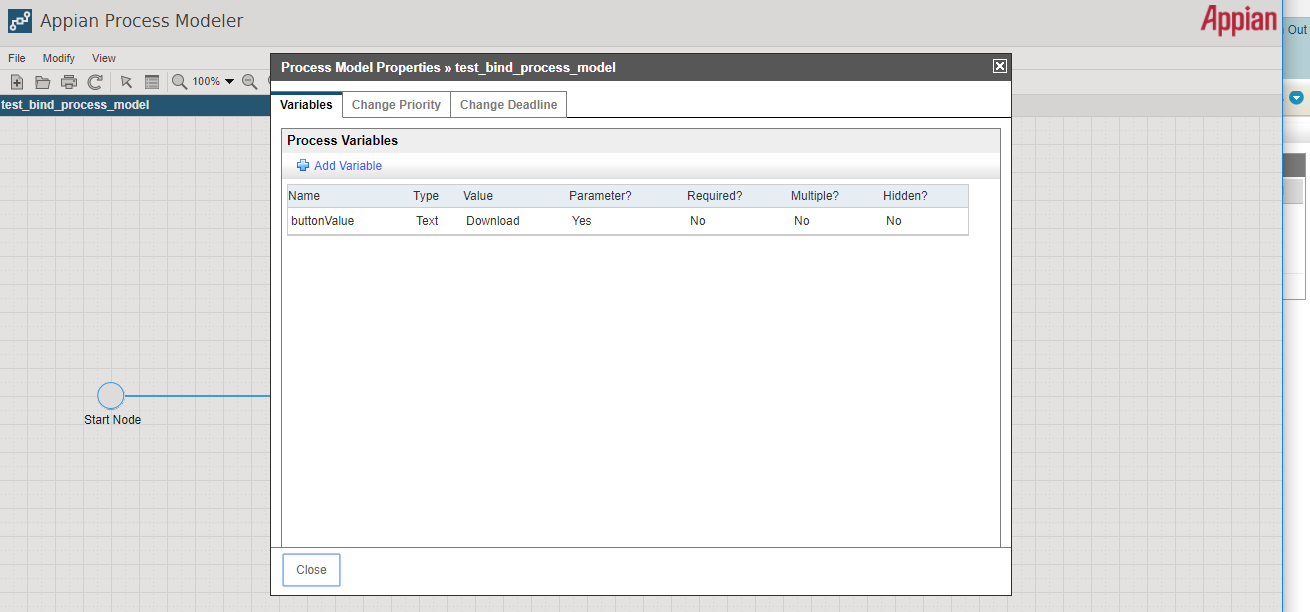 Appian Process Modeler
Appian
Out
File Modify View
100%
test_bind_process_model
Process Model Properties » test_bind_process_model
Variables Change Priority Change Deadline
Process Variables
Add Variable
Name Type Value Parameter? Required? Multiple? Hidden?
buttonValue Text Download Yes No No No
Start Node
Close